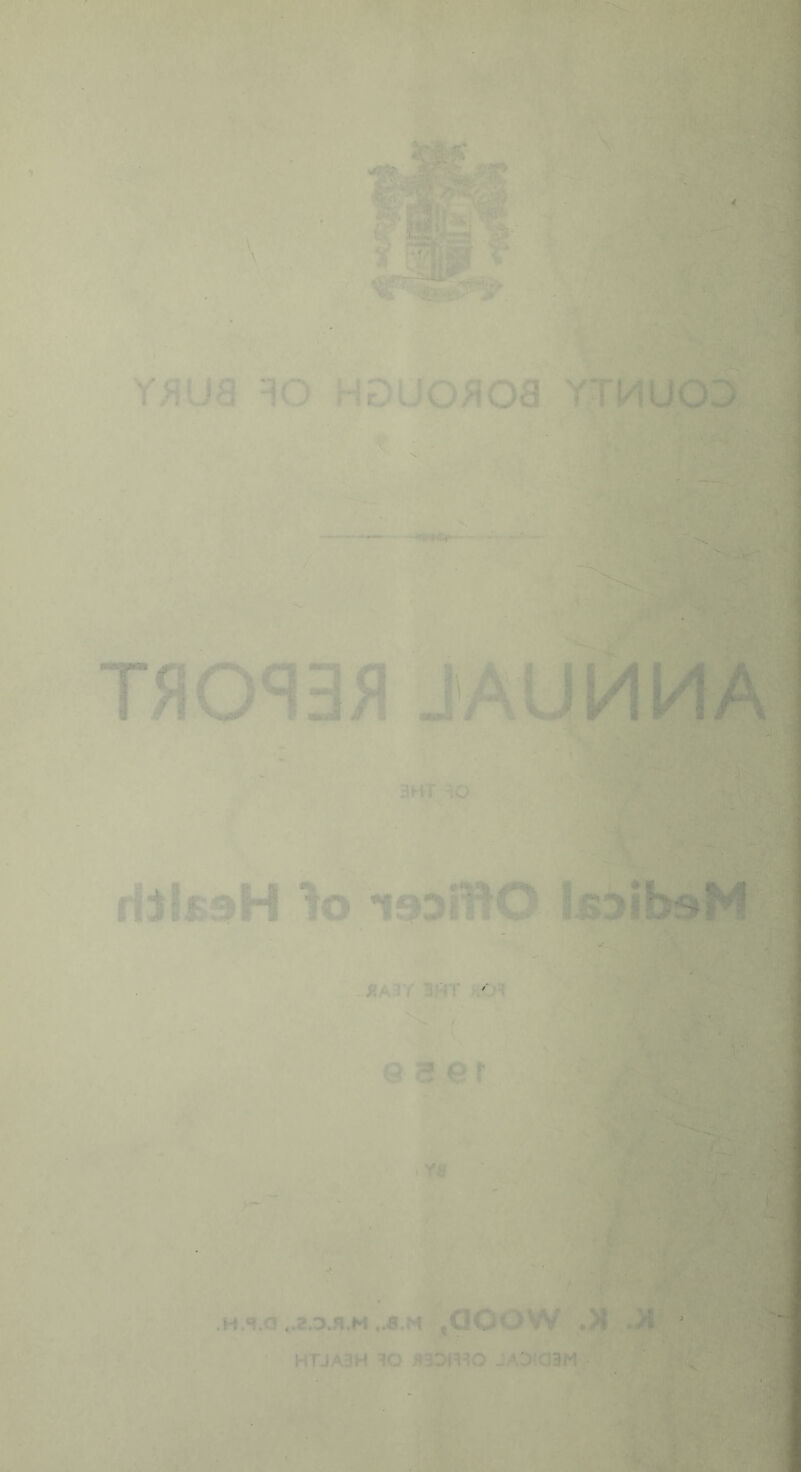 COUNTY BOROUGH OF BURY
ANNUAL REPORT
OF THE
Medical Officer of Health
FOR THE YEAR
1959
BY
K. K. WOOD, M.B., M.R.C.S., D.P.H.
MEDICAL OFFICER OF HEALTH